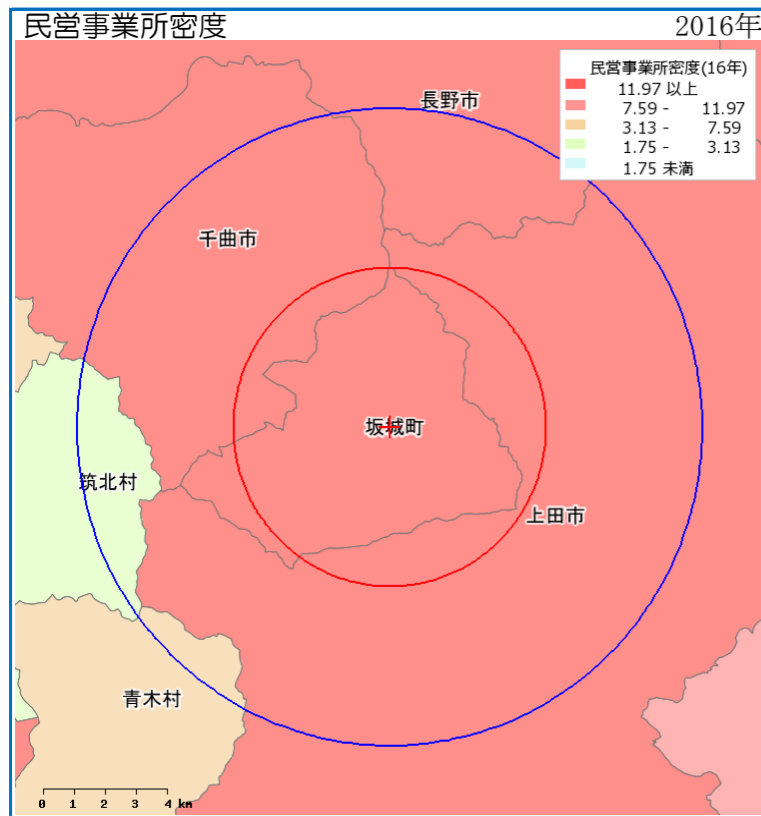 民営事業所密度 2016年
民営事業所密度(16年)
11.97 以上
7.59 - 11.97
3.13 - 7.59
1.75 - 3.13
1.75 未満
長野市
千曲市
坂城町
筑北村
上田市
青木村
0 1 2 3 4 km